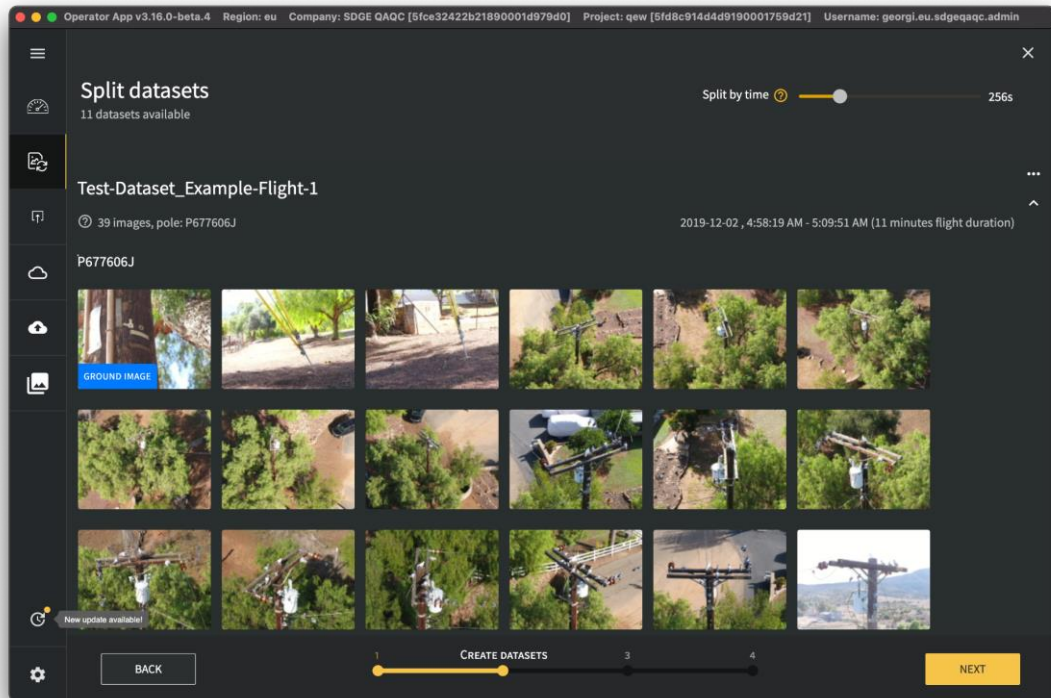 Operator App v3.16.0-beta.4 Region: eu Company: SDGE QAQC [5fce32422b21890001d979d0] Project: qew [5fd8c914d4d9190001759d21] Username: georgi.eu.sdgeqaqc.admin
Split datasets
11 datasets available
Split by time ? 256s
Test-Dataset_Example-Flight-1
? 39 images, pole: P677606J
2019-12-02 , 4:58:19 AM - 5:09:51 AM (11 minutes flight duration)
P677606J
GROUND IMAGE
New update available!
BACK
1 CREATE DATASETS 3 4
NEXT